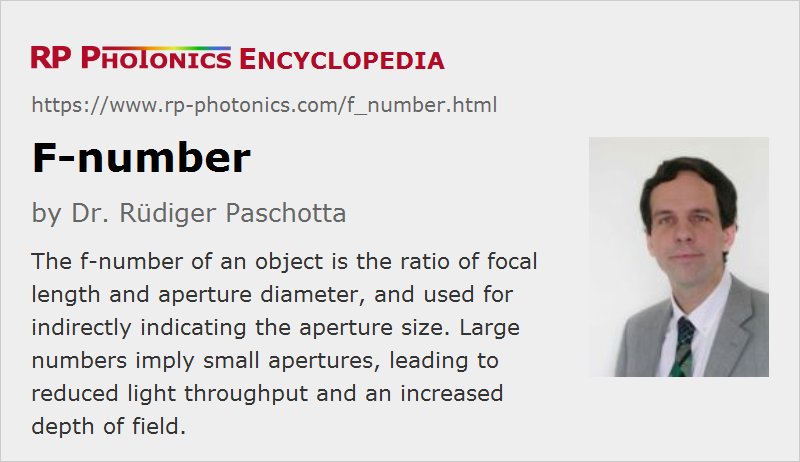 RP PHOTONICS ENCYCLOPEDIA
https://www.rp-photonics.com/f_number.html
F-number
by Dr. Rüdiger Paschotta
The f-number of an object is the ratio of focal
length and aperture diameter, and used for
indirectly indicating the aperture size. Large
numbers imply small apertures, leading to
reduced light throughput and an increased
depth of field.